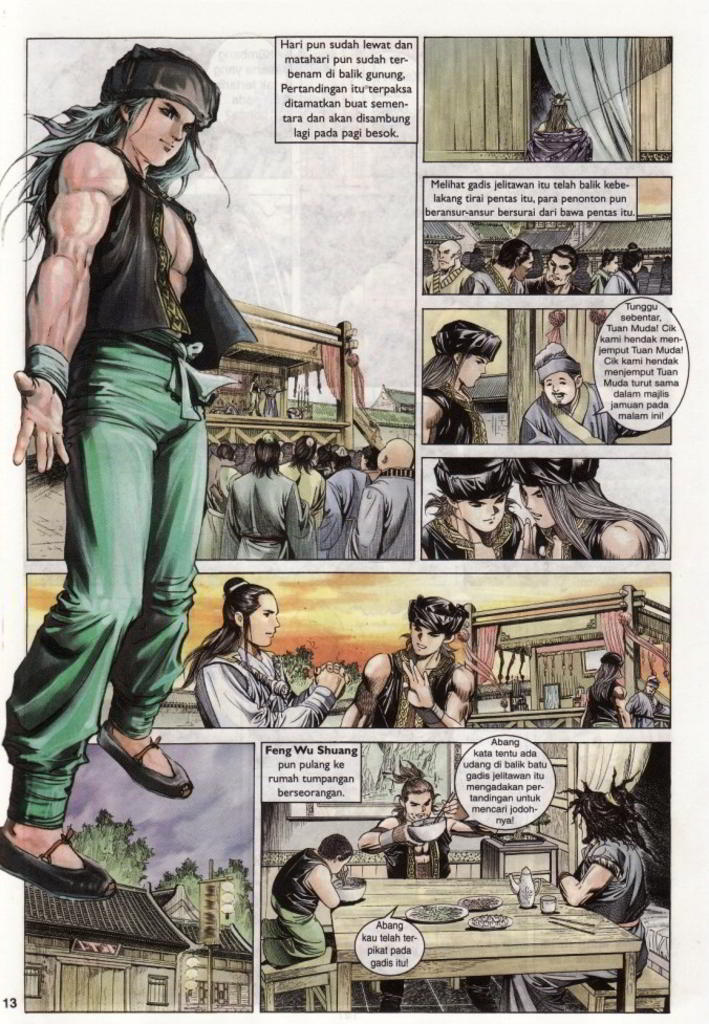 Hari pun sudah lewat dan
matahari pun sudah ter-
benam di balik gunung,
Pertandingan itu terpaksa
ditamatkan buat semen-
tara dan akan disambung
lagi pada pagi besok.
Melihat gadis jelitawan itu telah balik kebe-
lakang tirai pentas itu, para penonton pun
beransur-ansur bersurai dari bawa pentas itu.
Tunggu
sebentar,
Tuan Muda! Cik
kami hendak men-
jemput Tuan Muda!
Cik kami hendak
menjemput Tuan
Muda turut sama
dalam majlis
jamuan pada
malam ini!
Feng Wu Shuang
pun pulang ke
rumah tumpangan
berseorangan.
Abang
kata tentu ada
udang di balik batu
gadis jelitawan itu
mengadakan per-
tandingan untuk
mencari jodoh-
nya!
Abang
kau telah ter-
pikat pada
gadis itu!
13